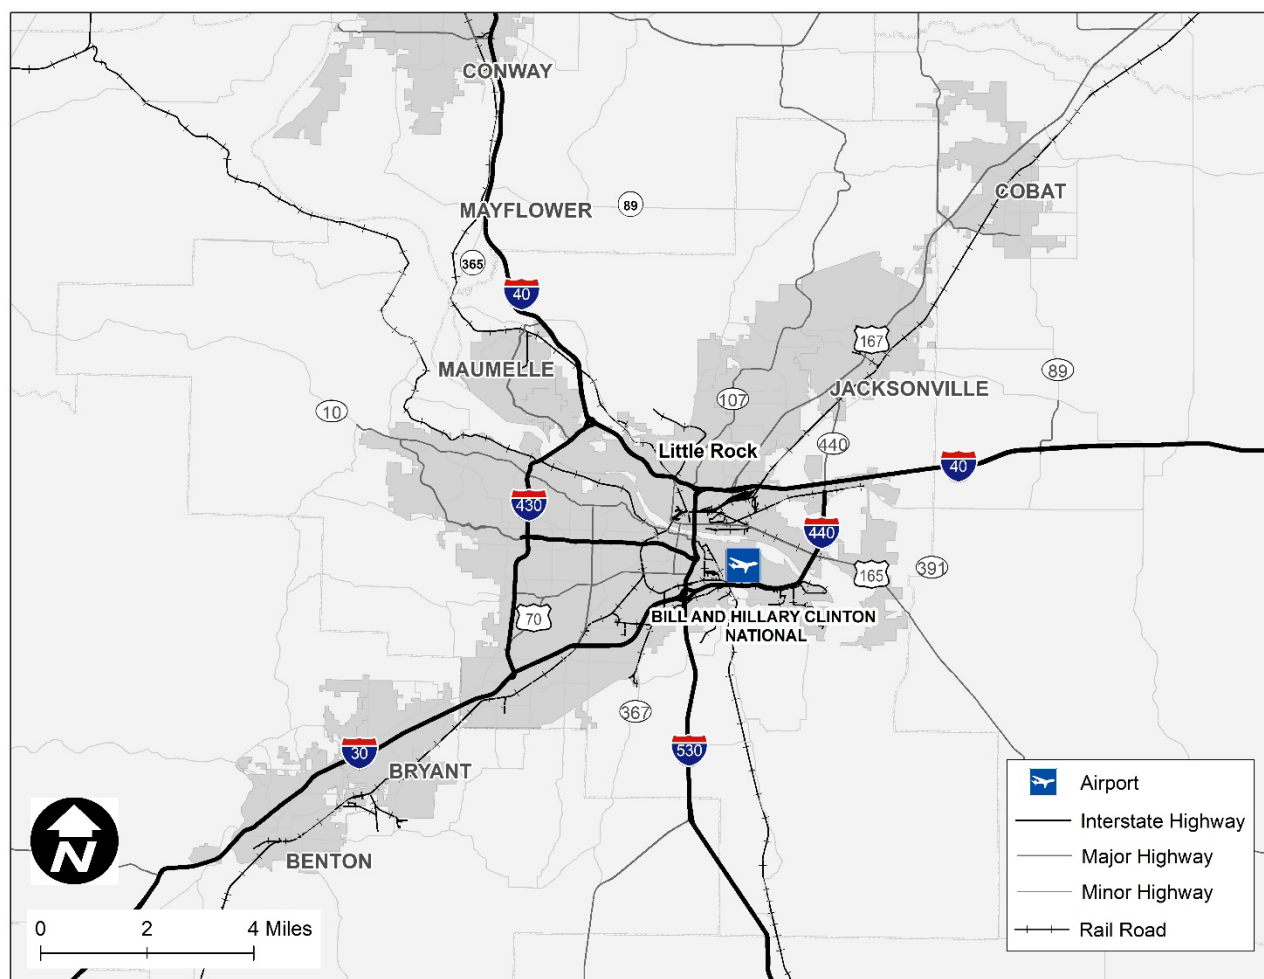 CONWAY
COBAT
MAYFLOWER
89
365
40
167
MAUMELLE
JACKSONVILLE
89
107
10
440
Little Rock
40
430
440
391
165
70
BILL AND HILLARY CLINTON
NATIONAL
367
530
30
BRYANT
BENTON
N
0 2 4 Miles
Airport
Interstate Highway
Major Highway
Minor Highway
Rail Road